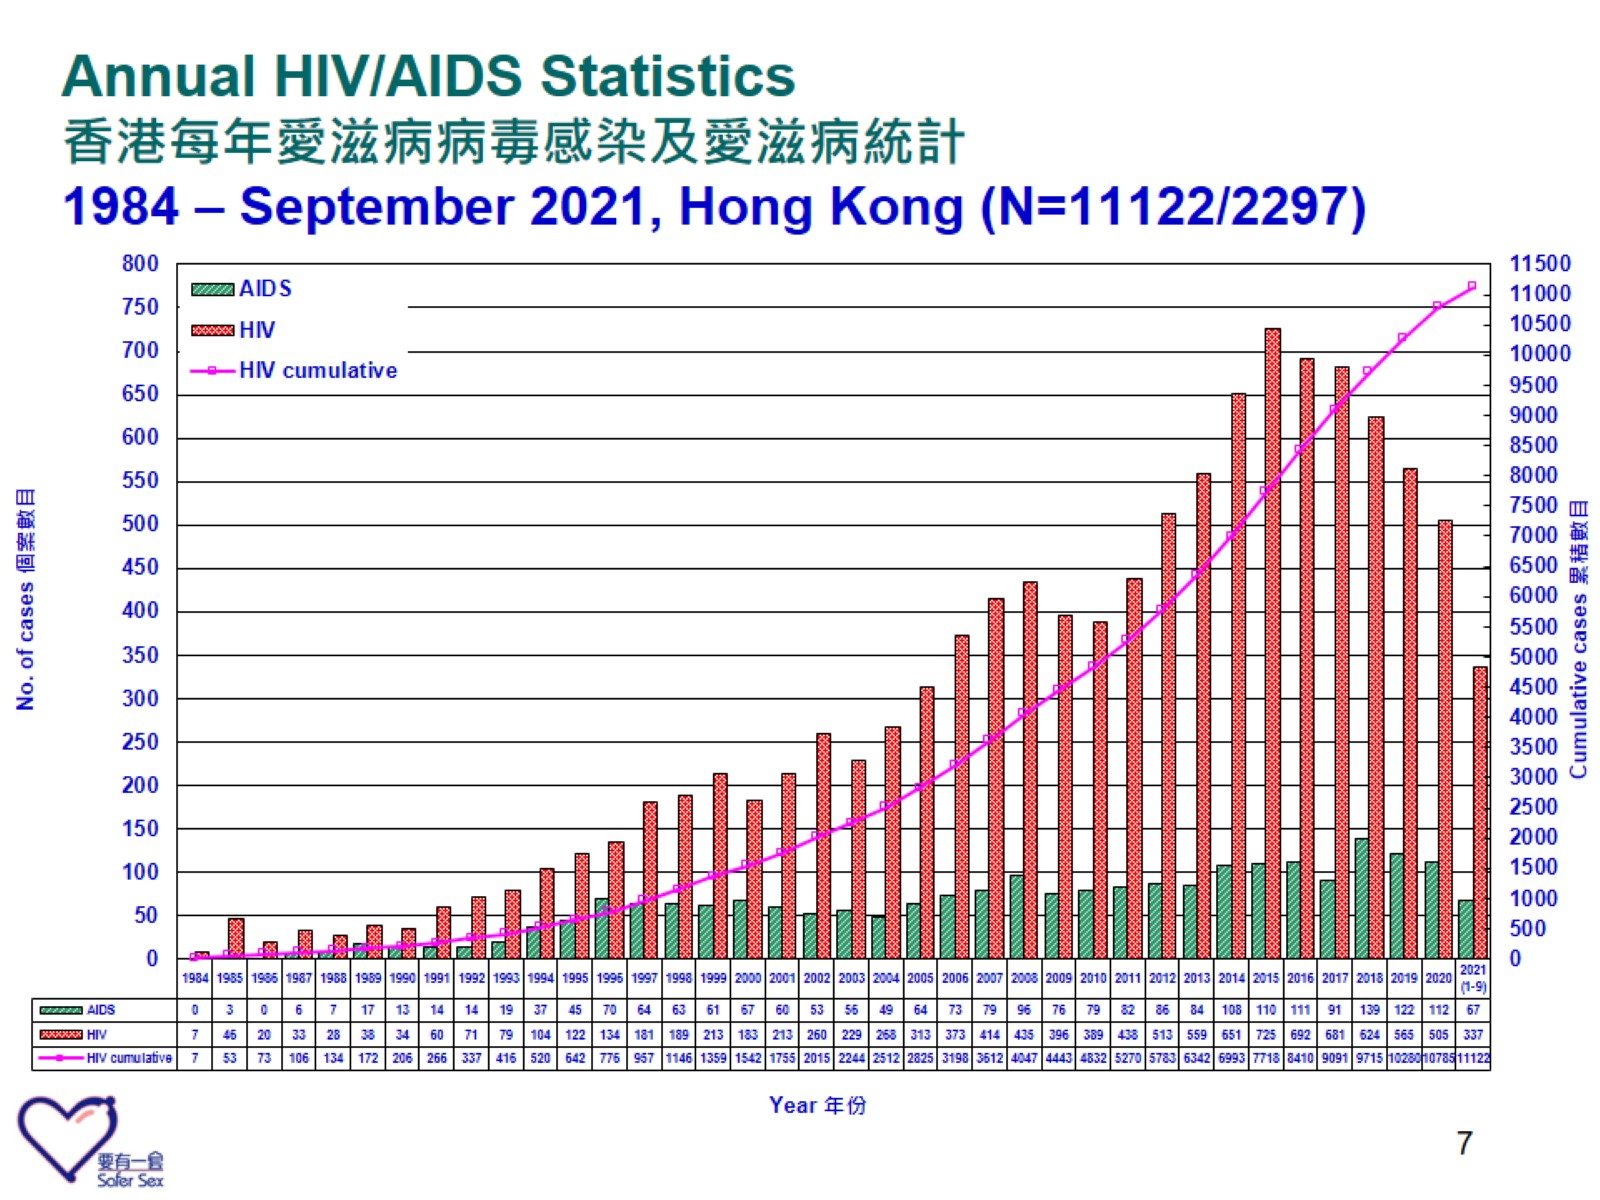 Annual HIV/AIDS Statistics
香港每年愛滋病病毒感染及愛滋病統計
1984 – September 2021, Hong Kong (N=11122/2297)
No. of cases 個案數目
800
750
700
650
600
550
500
450
400
350
300
250
200
150
100
50
0
AIDS
HIV
HIV cumulative
11500
11000
10500
10000
9500
9000
8500
8000
7500
7000
6500
6000
5500
5000
4500
4000
3500
3000
2500
2000
1500
1000
500
0
Cumulative cases 累積數目
1984 1985 1986 1987 1988 1989 1990 1991 1992 1993 1994 1995 1996 1997 1998 1999 2000 2001 2002 2003 2004 2005 2006 2007 2008 2009 2010 2011 2012 2013 2014 2015 2016 2017 2018 2019 2020 2021 (1-9)
AIDS 0 3 0 6 7 17 13 14 14 19 37 45 70 64 63 61 67 60 53 56 49 64 73 79 96 76 79 82 86 84 108 110 111 91 139 122 112 67
HIV 7 46 20 33 28 38 34 60 71 79 104 122 134 181 189 213 183 213 260 229 268 313 373 414 435 396 389 438 513 559 651 725 692 681 624 565 505 337
HIV cumulative 7 53 73 106 134 172 206 266 337 416 520 642 776 957 1146 1359 1542 1755 2015 2244 2512 2825 3198 3612 4047 4443 4832 5270 5783 6342 6993 7718 8410 9091 9715 10280 10785 11122
Year 年份
要有一套
Safer Sex
7